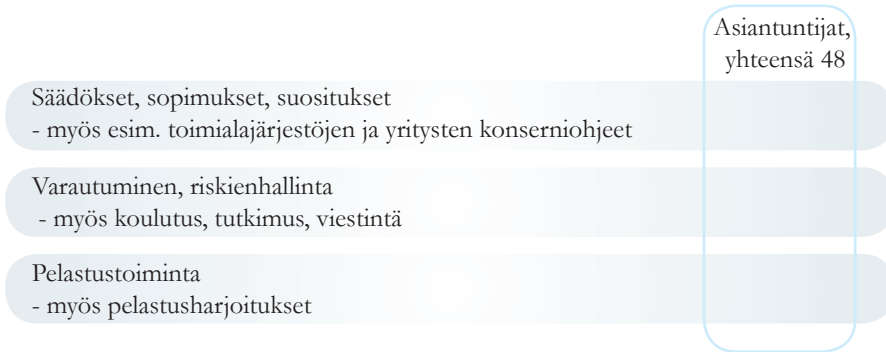 Asiantuntijat,
yhteensä 48
Säädökset, sopimukset, suositukset
- myös esim. toimialajärjestöjen ja yritysten konserniohjeet
Varautuminen, riskienhallinta
- myös koulutus, tutkimus, viestintä
Pelastustoiminta
- myös pelastusharjoitukset